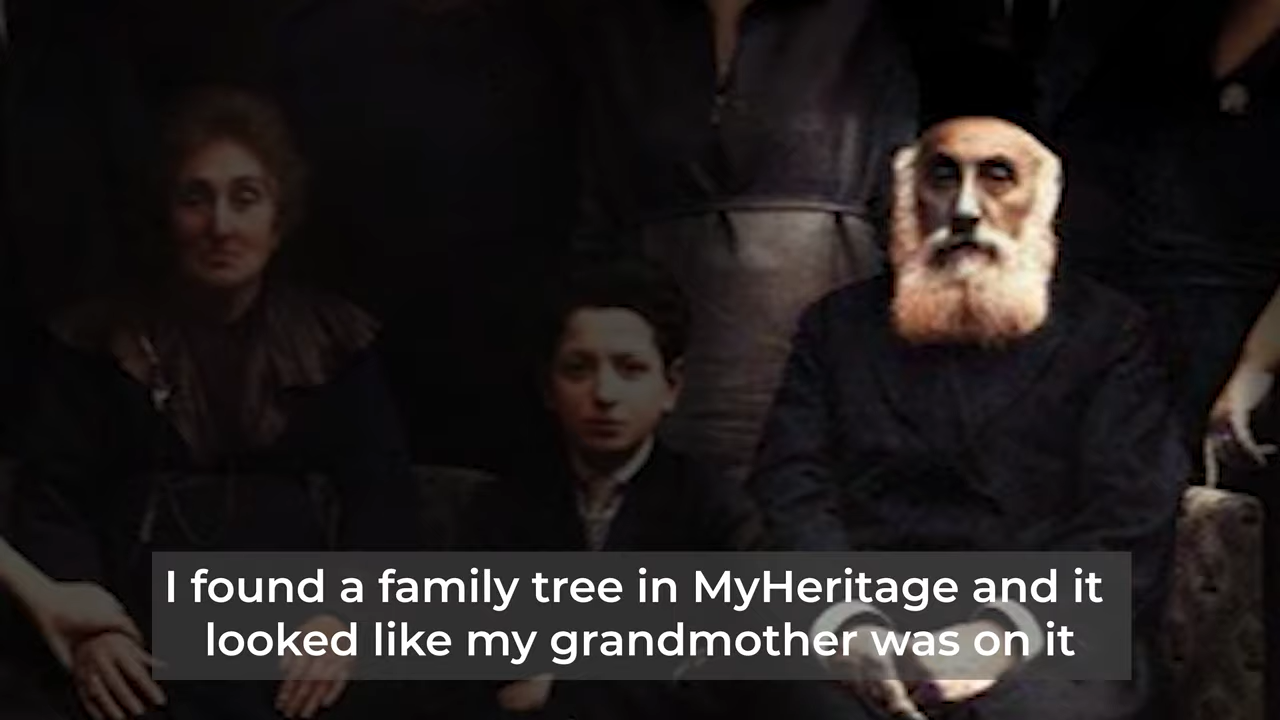 I found a family tree in MyHeritage and it
looked like my grandmother was on it